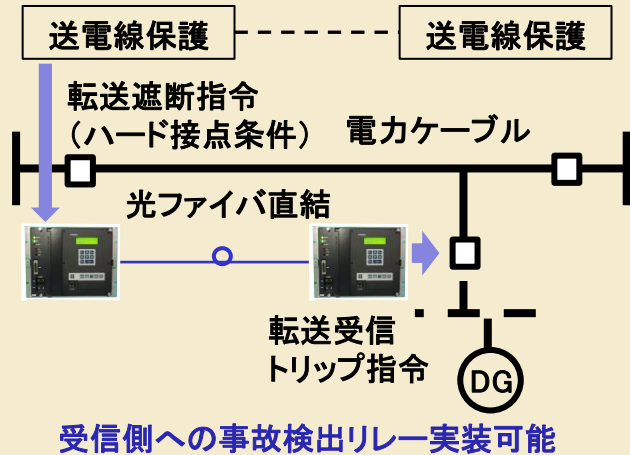 送電線保護
送電線保護
転送遮断指令
（ハード接点条件）
電力ケーブル
光ファイバ直結
転送受信
トリップ指令
DG
受信側への事故検出リレー実装可能